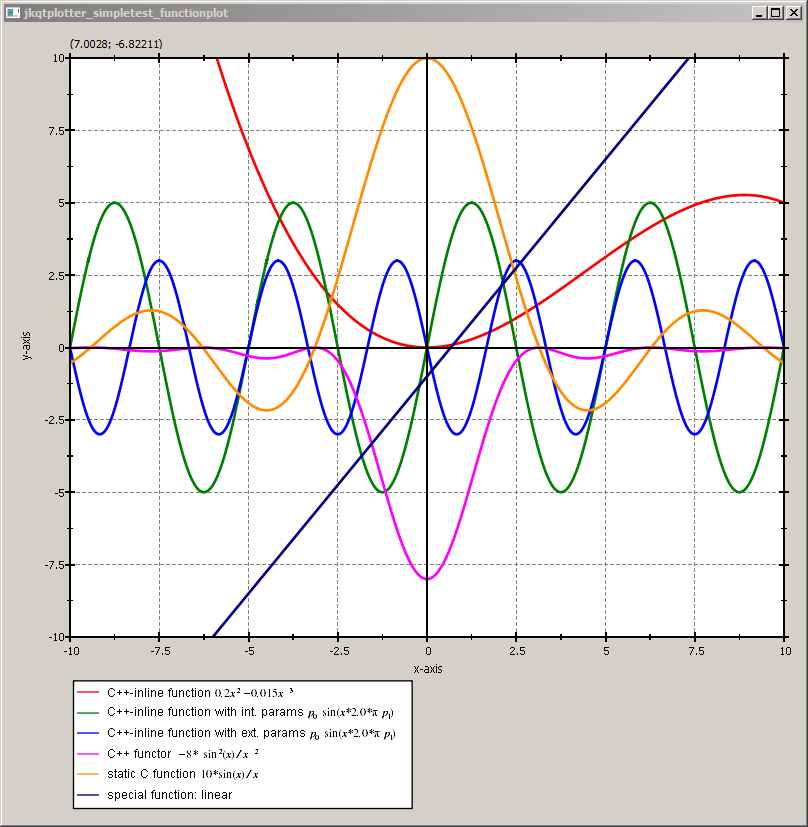 jkqtplotter_simpletest_functionplot
(7.0028; -6.82211)
10
7.5
5
2.5
0
-2.5
-5
-7.5
-10
y-axis
-10 -7.5 -5 -2.5 0 2.5 5 7.5 10
x-axis
C++-inline function 0.2x² −0.015x ³
C++-inline function with int. params p₀ sin(x*2.0*π p₁)
C++-inline function with ext. params p₀ sin(x*2.0*π p₁)
C++ functor −8* sin²(x)/x ²
static C function 10*sin(x)/x
special function: linear